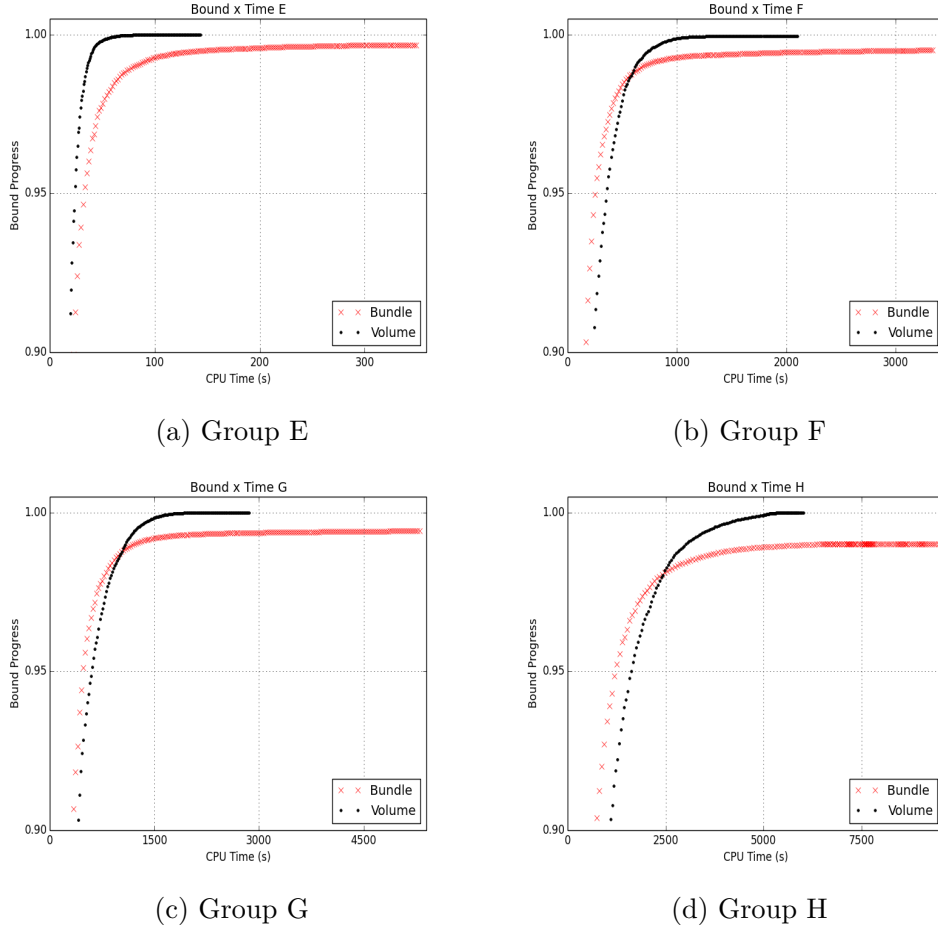 Bound x Time E
1.00
0.95
0.90
Bound Progress
0 100 200 300
CPU Time (s)
Bundle
Volume
(a) Group E
Bound x Time F
1.00
0.95
0.90
Bound Progress
0 1000 2000 3000
CPU Time (s)
Bundle
Volume
(b) Group F
Bound x Time G
1.00
0.95
0.90
Bound Progress
0 1500 3000 4500
CPU Time (s)
Bundle
Volume
(c) Group G
Bound x Time H
1.00
0.95
0.90
Bound Progress
0 2500 5000 7500
CPU Time (s)
Bundle
Volume
(d) Group H